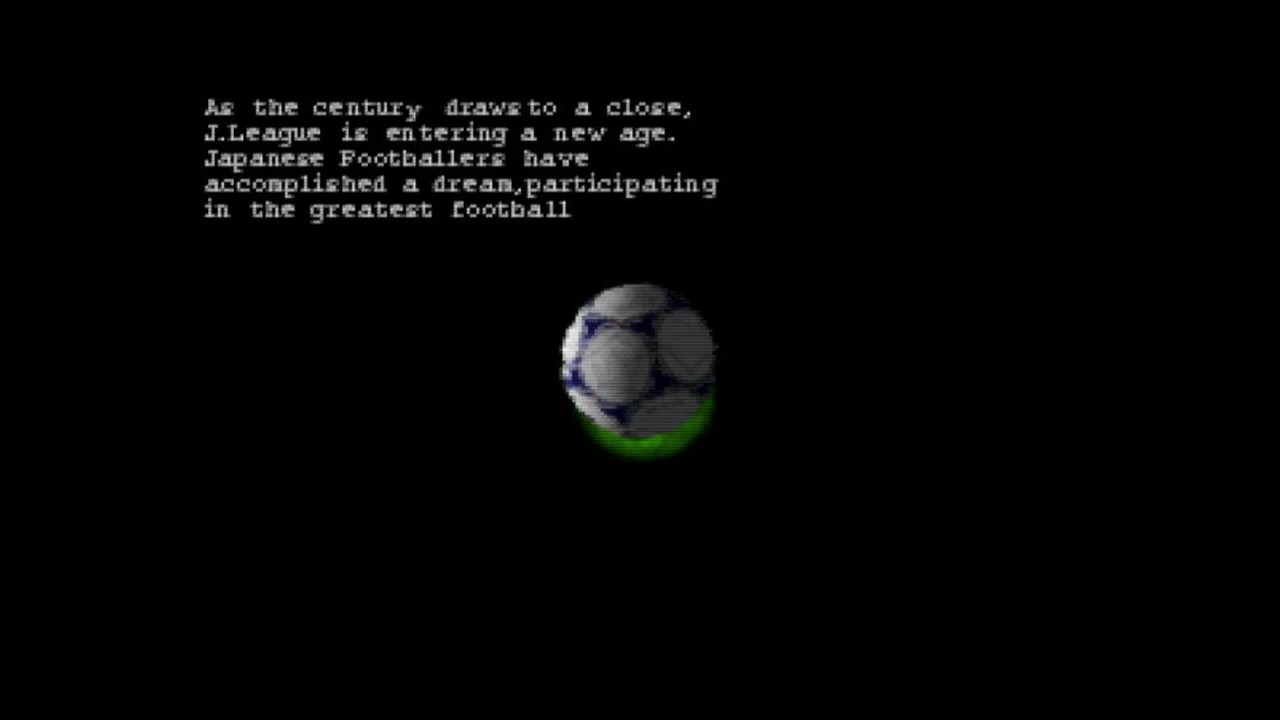 As the century draws to a close,
J.League is entering a new age.
Japanese Footballers have
accomplished a dream,participating
in the greatest football